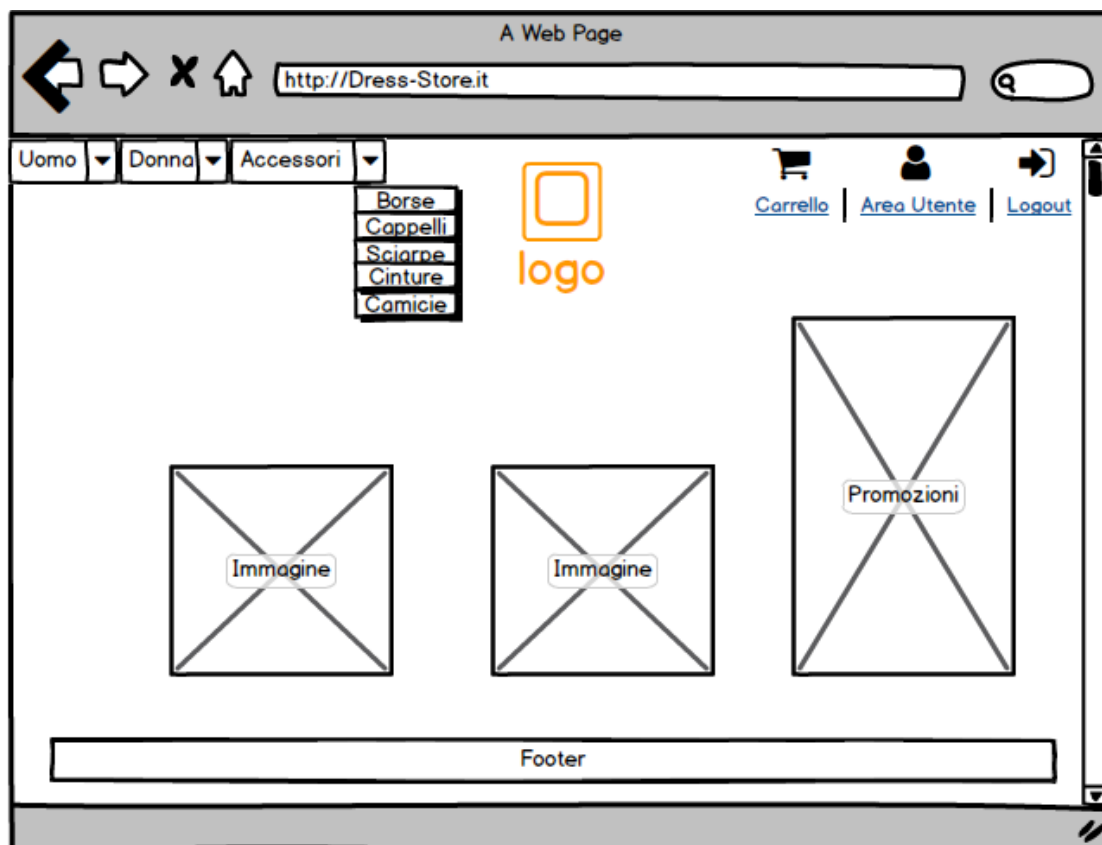 A Web Page
http://Dress-Store.it
Uomo Donna Accessori
Borse
Cappelli
Sciarpe
Cinture
Camicie
logo
Carrello Area Utente Logout
Promozioni
Immagine Immagine
Footer